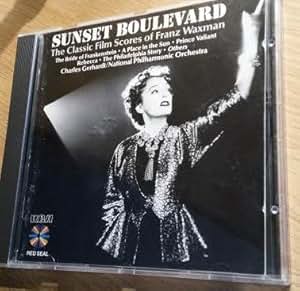 SUNSET BOULEVARD
The Classic Film Scores of Franz Waxman
The Bride of Frankenstein • A Place in the Sun • Prince Valiant
Rebecca • The Philadelphia Story • Others
Charles Gerhardt/National Philharmonic Orchestra
RCA
RED SEAL